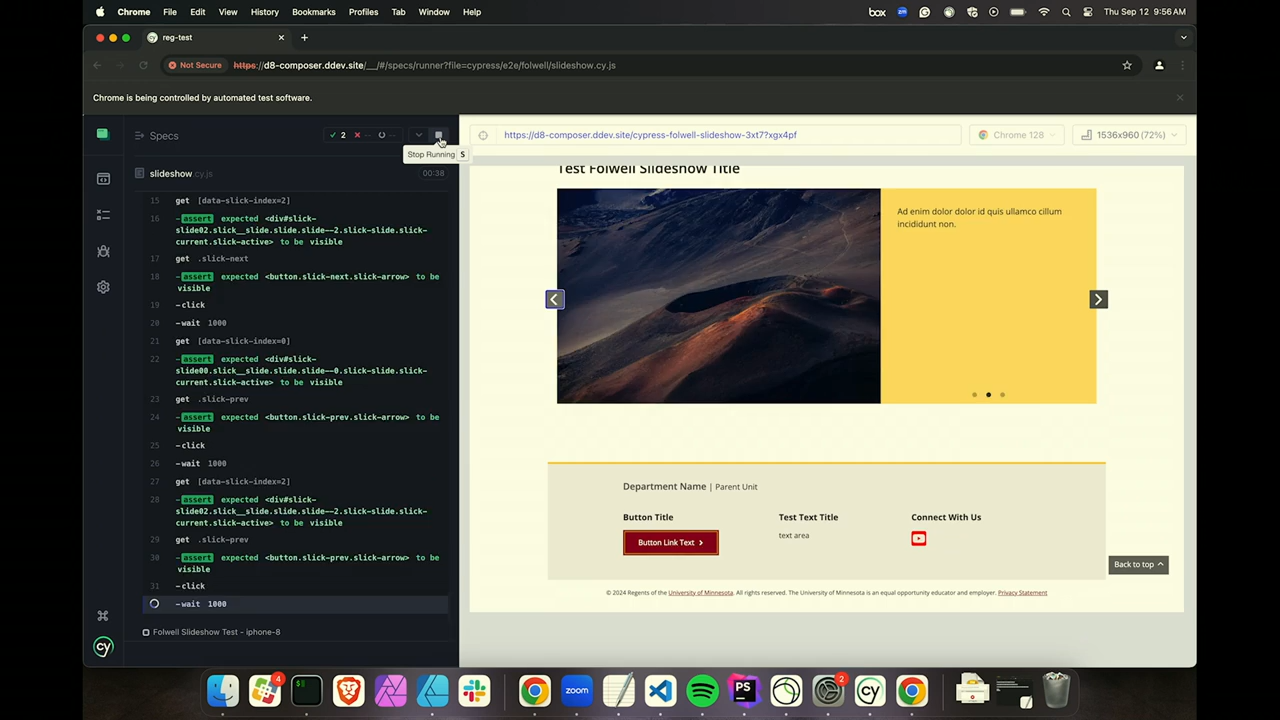 Chrome File Edit View History Bookmarks Profiles Tab Window Help
box
Thu Sep 12 9:56 AM
reg-test
Not Secure https://d8-composer.ddev.site/__/#/specs/runner?file=cypress/e2e/folwell/slideshow.cy.js
Chrome is being controlled by automated test software.
Specs
2 -- --
Stop Running S
https://d8-composer.ddev.site/cypress-folwell-slideshow-3xt7?xgx4pf
Chrome 128
1536x960 (72%)
slideshow cy.js 00:38
15 get [data-slick-index=2]
16 -assert expected <div#slick-
slide02.slick__slide.slide.slide--2.slick-slide.slick-
current.slick-active> to be visible
17 get .slick-next
18 -assert expected <button.slick-next.slick-arrow> to be
visible
19 -click
20 -wait 1000
21 get [data-slick-index=0]
22 -assert expected <div#slick-
slide00.slick__slide.slide.slide--0.slick-slide.slick-
current.slick-active> to be visible
23 get .slick-prev
24 -assert expected <button.slick-prev.slick-arrow> to be
visible
25 -click
26 -wait 1000
27 get [data-slick-index=2]
28 -assert expected <div#slick-
slide02.slick__slide.slide.slide--2.slick-slide.slick-
current.slick-active> to be visible
29 get .slick-prev
30 -assert expected <button.slick-prev.slick-arrow> to be
visible
31 -click
-wait 1000
Folwell Slideshow Test - iphone-8
cy
Test Folwell Slideshow Title
Ad enim dolor dolor id quis ullamco cillum
incididunt non.
Department Name | Parent Unit
Button Title
Button Link Text
Test Text Title
text area
Connect With Us
Back to top
© 2024 Regents of the University of Minnesota. All rights reserved. The University of Minnesota is an equal opportunity educator and employer. Privacy Statement
4
$
zoom
PS
2
cy